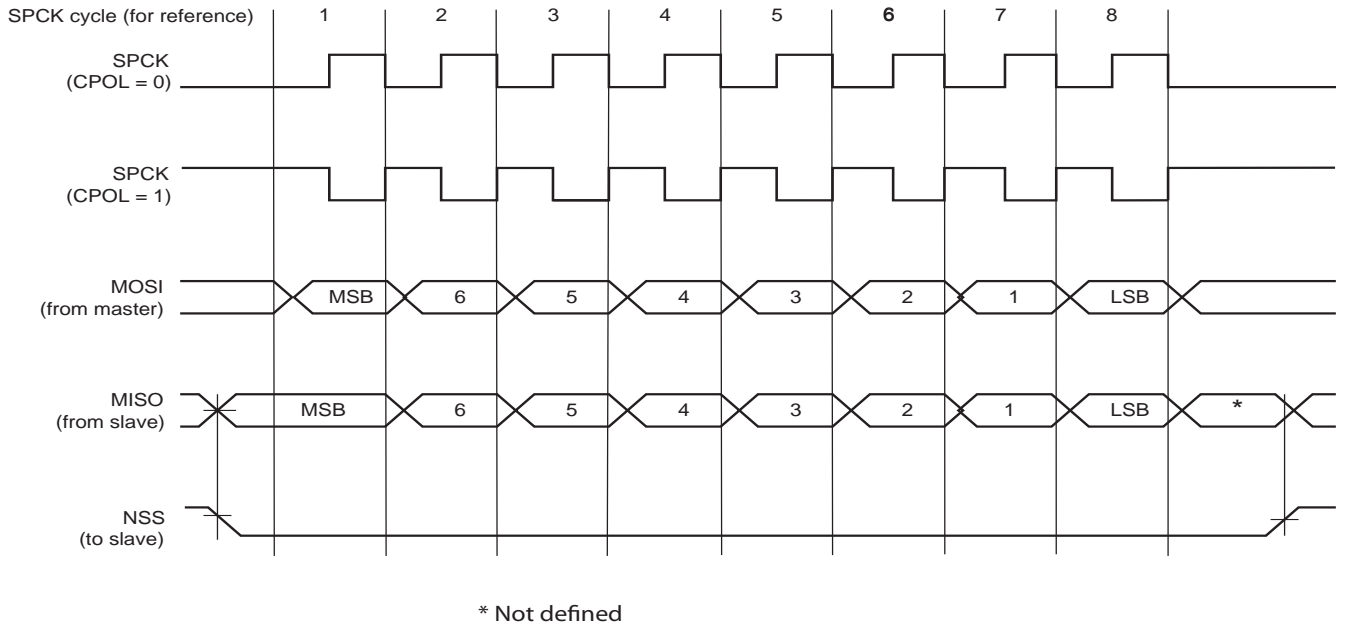 SPCK cycle (for reference) 1 2 3 4 5 6 7 8
SPCK
(CPOL = 0)
SPCK
(CPOL = 1)
MOSI
(from master)
MSB 6 5 4 3 2 1 LSB
MISO
(from slave)
MSB 6 5 4 3 2 1 LSB *
NSS
(to slave)
* Not defined